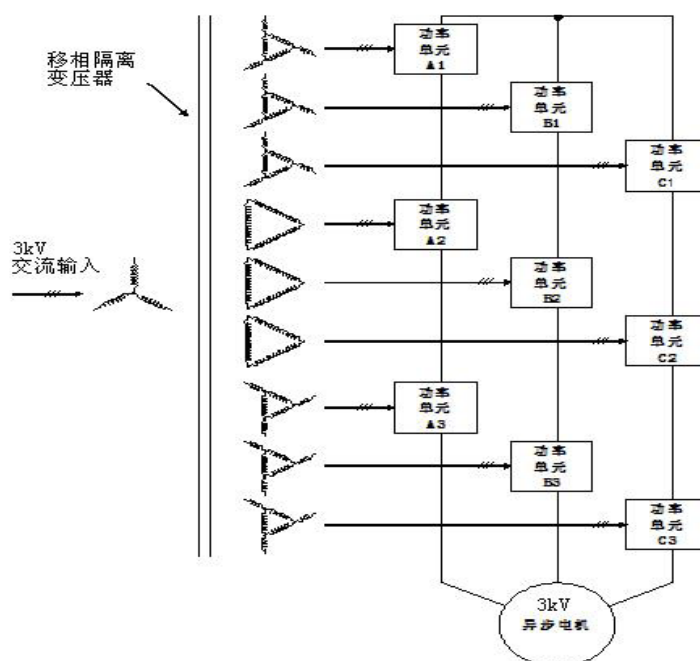 移相隔离
变压器
3kV
交流输入
功率
单元
A1
功率
单元
B1
功率
单元
C1
功率
单元
A2
功率
单元
B2
功率
单元
C2
功率
单元
A3
功率
单元
B3
功率
单元
C3
3kV
异步电机